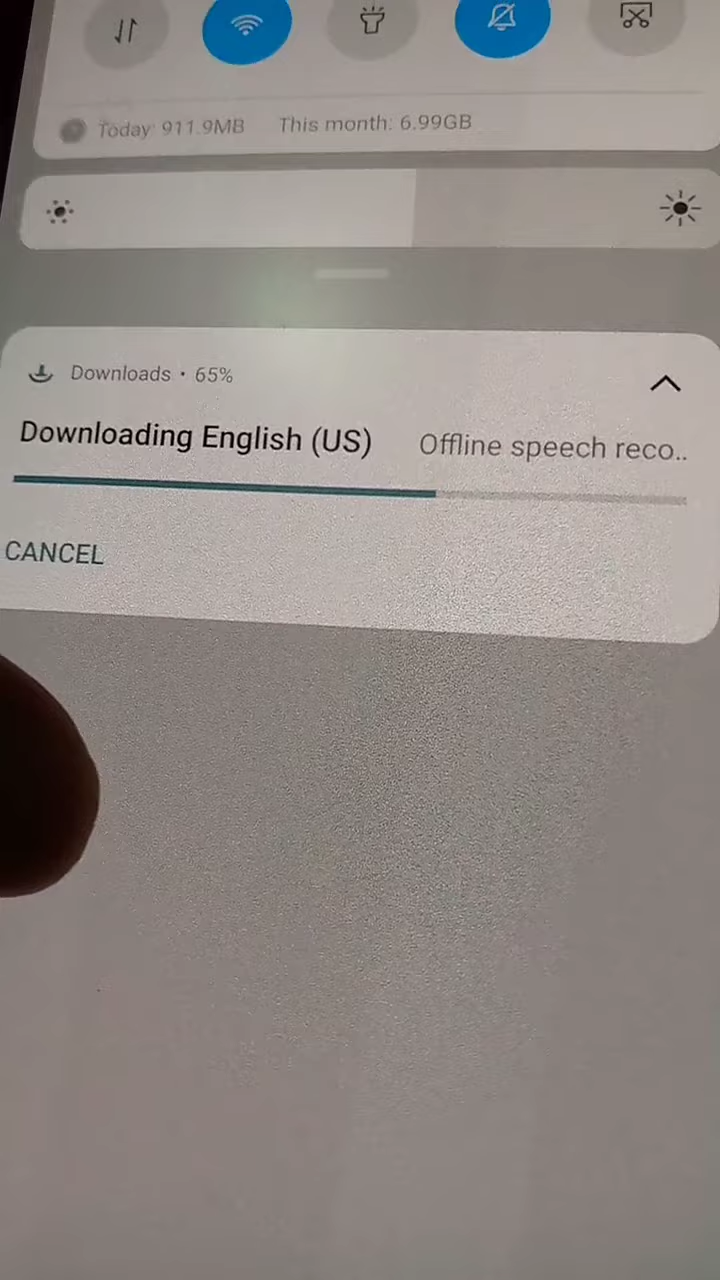 Today: 911.9MB This month: 6.99GB
Downloads • 65%
Downloading English (US) Offline speech reco..
CANCEL